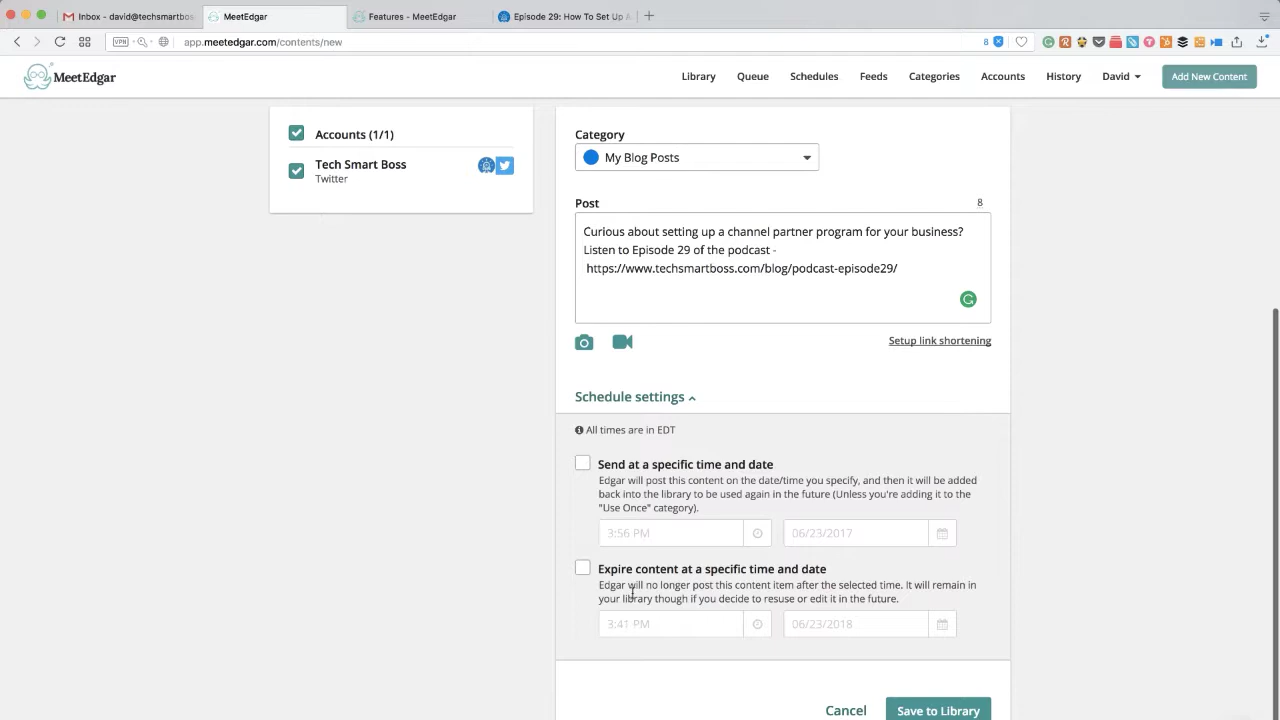 Inbox - david@techsmartbos
MeetEdgar
Features - MeetEdgar
Episode 29: How To Set Up A
VPN
app.meetedgar.com/contents/new
8
MeetEdgar
Library
Queue
Schedules
Feeds
Categories
Accounts
History
David
Add New Content
Accounts (1/1)
Tech Smart Boss
Twitter
Category
My Blog Posts
Post
8
Curious about setting up a channel partner program for your business?
Listen to Episode 29 of the podcast -
https://www.techsmartboss.com/blog/podcast-episode29/
Setup link shortening
Schedule settings
All times are in EDT
Send at a specific time and date
Edgar will post this content on the date/time you specify, and then it will be added
back into the library to be used again in the future (Unless you're adding it to the
"Use Once" category).
3:56 PM
06/23/2017
Expire content at a specific time and date
Edgar will no longer post this content item after the selected time. It will remain in
your library though if you decide to resuse or edit it in the future.
3:41 PM
06/23/2018
Cancel
Save to Library